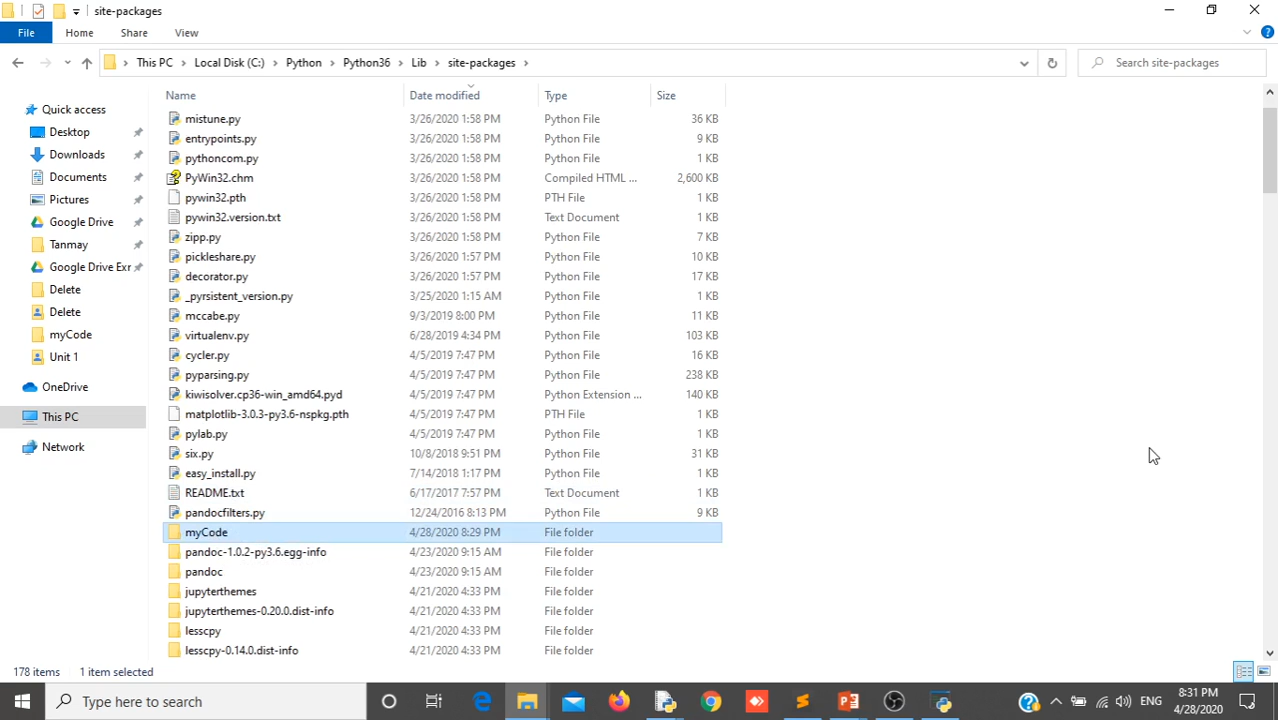 site-packages
File Home Share View
This PC Local Disk (C:) Python Python36 Lib site-packages Search site-packages
Name Date modified Type Size
Quick access
Desktop
Downloads
Documents
Pictures
Google Drive
Tanmay
Google Drive Exr
Delete
Delete
myCode
Unit 1
OneDrive
This PC
Network
mistune.py 3/26/2020 1:58 PM Python File 36 KB
entrypoints.py 3/26/2020 1:58 PM Python File 9 KB
pythoncom.py 3/26/2020 1:58 PM Python File 1 KB
PyWin32.chm 3/26/2020 1:58 PM Compiled HTML ... 2,600 KB
pywin32.pth 3/26/2020 1:58 PM PTH File 1 KB
pywin32.version.txt 3/26/2020 1:58 PM Text Document 1 KB
zipp.py 3/26/2020 1:58 PM Python File 7 KB
pickleshare.py 3/26/2020 1:57 PM Python File 10 KB
decorator.py 3/26/2020 1:57 PM Python File 17 KB
_pyrsistent_version.py 3/25/2020 1:15 AM Python File 1 KB
mccabe.py 9/3/2019 8:00 PM Python File 11 KB
virtualenv.py 6/28/2019 4:34 PM Python File 103 KB
cycler.py 4/5/2019 7:47 PM Python File 16 KB
pyparsing.py 4/5/2019 7:47 PM Python File 238 KB
kiwisolver.cp36-win_amd64.pyd 4/5/2019 7:47 PM Python Extension ... 140 KB
matplotlib-3.0.3-py3.6-nspkg.pth 4/5/2019 7:47 PM PTH File 1 KB
pylab.py 4/5/2019 7:47 PM Python File 1 KB
six.py 10/8/2018 9:51 PM Python File 31 KB
easy_install.py 7/14/2018 1:17 PM Python File 1 KB
README.txt 6/17/2017 7:57 PM Text Document 1 KB
pandocfilters.py 12/24/2016 8:13 PM Python File 9 KB
myCode 4/28/2020 8:29 PM File folder
pandoc-1.0.2-py3.6.egg-info 4/23/2020 9:15 AM File folder
pandoc 4/23/2020 9:15 AM File folder
jupyterthemes 4/21/2020 4:33 PM File folder
jupyterthemes-0.20.0.dist-info 4/21/2020 4:33 PM File folder
lesscpy 4/21/2020 4:33 PM File folder
lesscpy-0.14.0.dist-info 4/21/2020 4:33 PM File folder
178 items 1 item selected
Type here to search
ENG
8:31 PM
4/28/2020